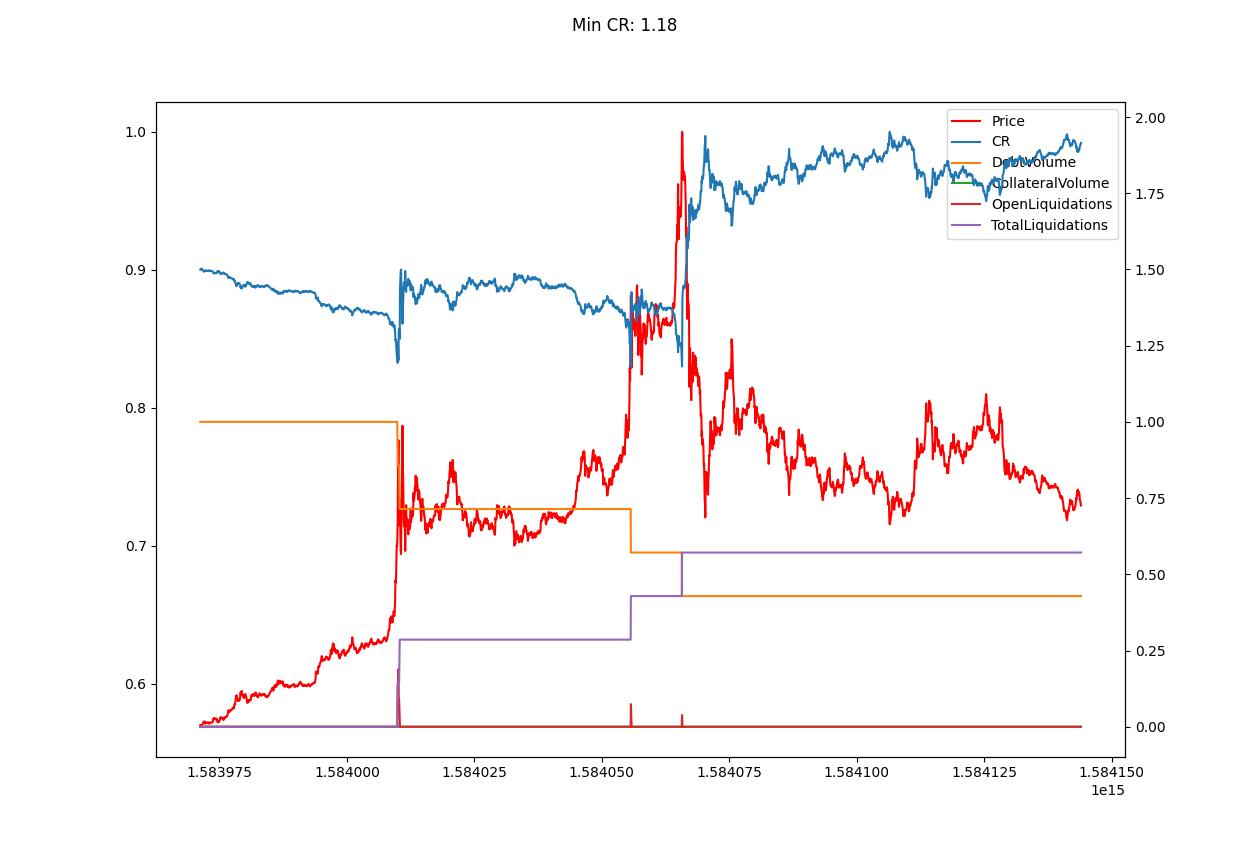 Min CR: 1.18
1.0
0.9
0.8
0.7
0.6
2.00
1.75
1.50
1.25
1.00
0.75
0.50
0.25
0.00
Price
CR
DebtVolume
CollateralVolume
OpenLiquidations
TotalLiquidations
1.583975
1.584000
1.584025
1.584050
1.584075
1.584100
1.584125
1.584150
1e15